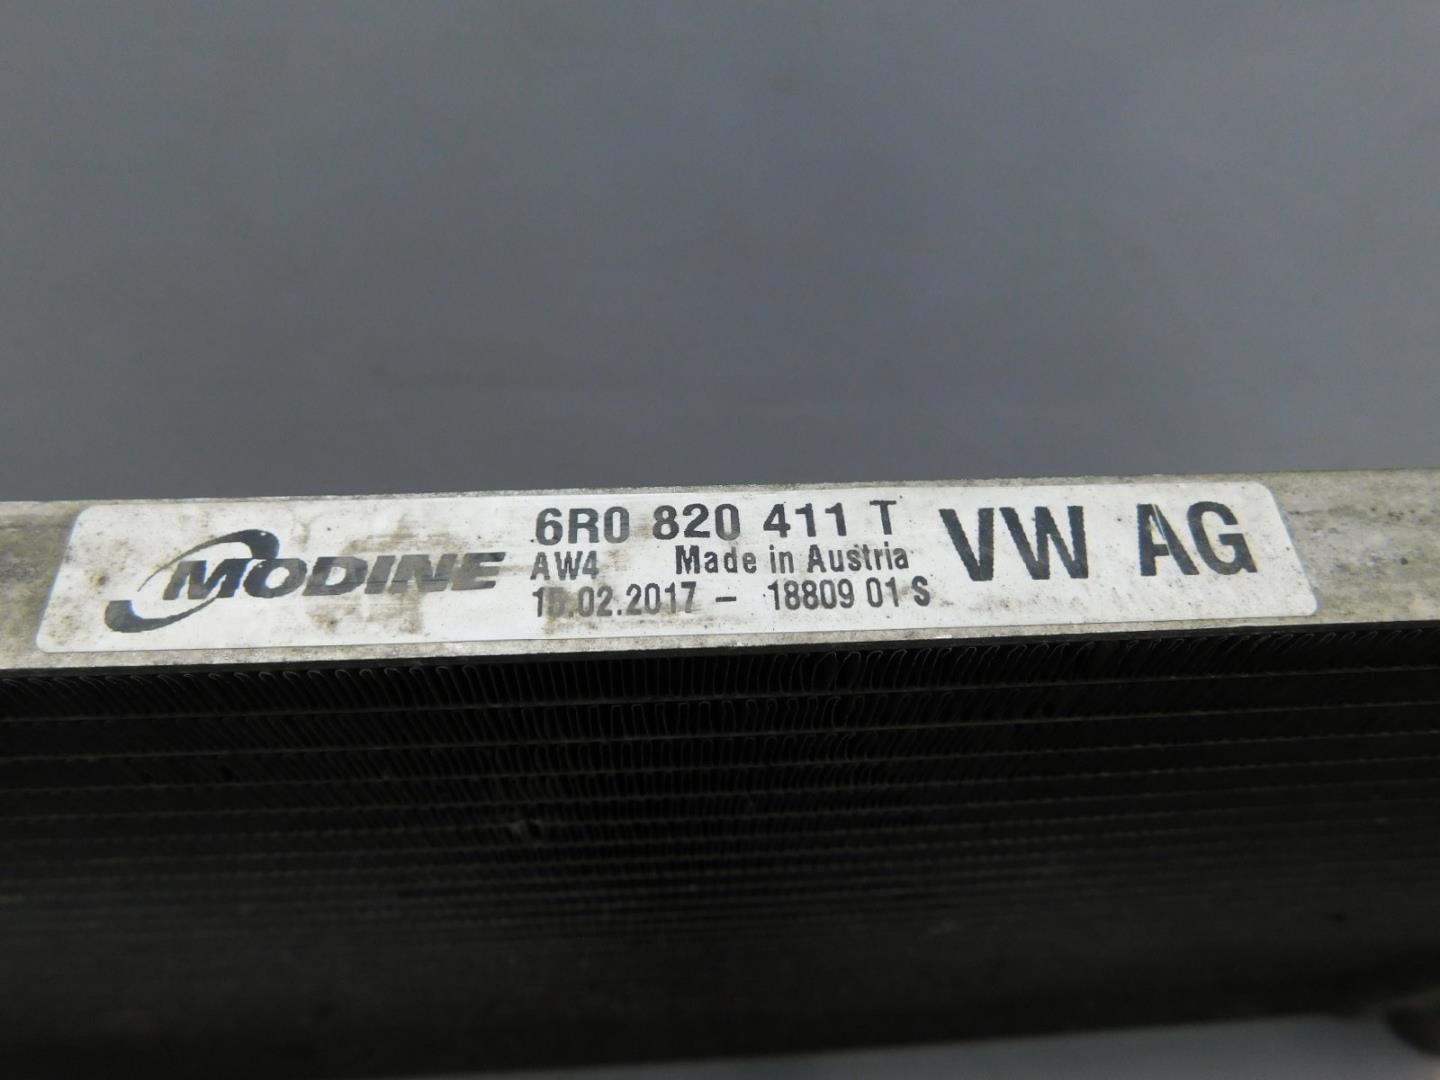 MODINE
6R0 820 411 T
AW4 Made in Austria
.02.2017 - 18809 01 S
VW AG